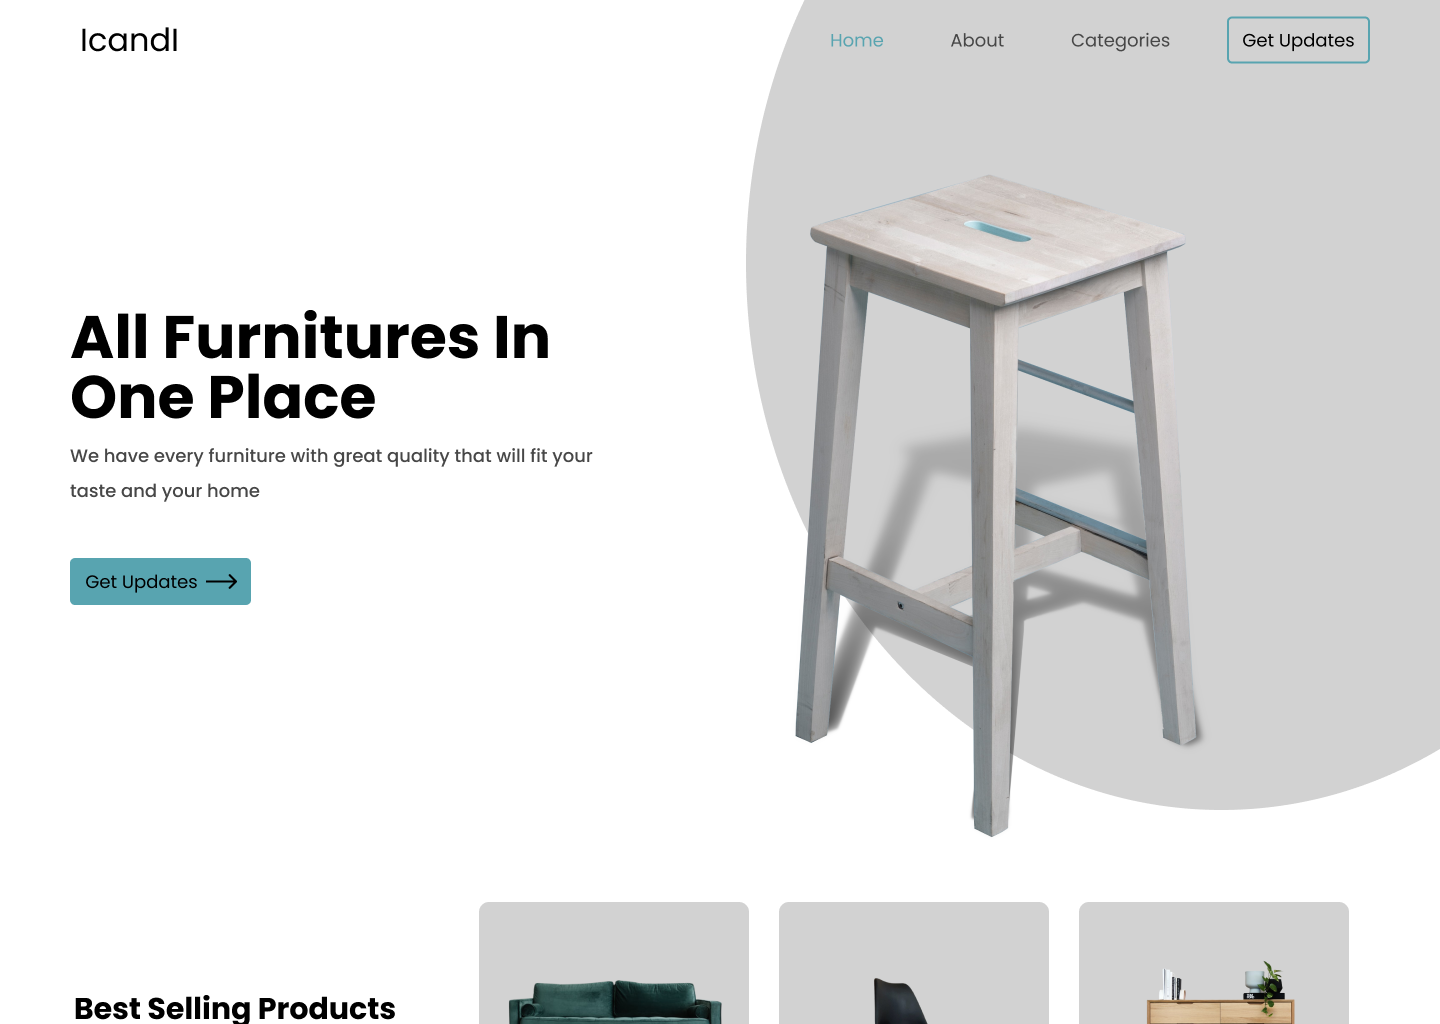 IcandI
Home
About
Categories
Get Updates
All Furnitures In
One Place
We have every furniture with great quality that will fit your
taste and your home
Get Updates
Best Selling Products